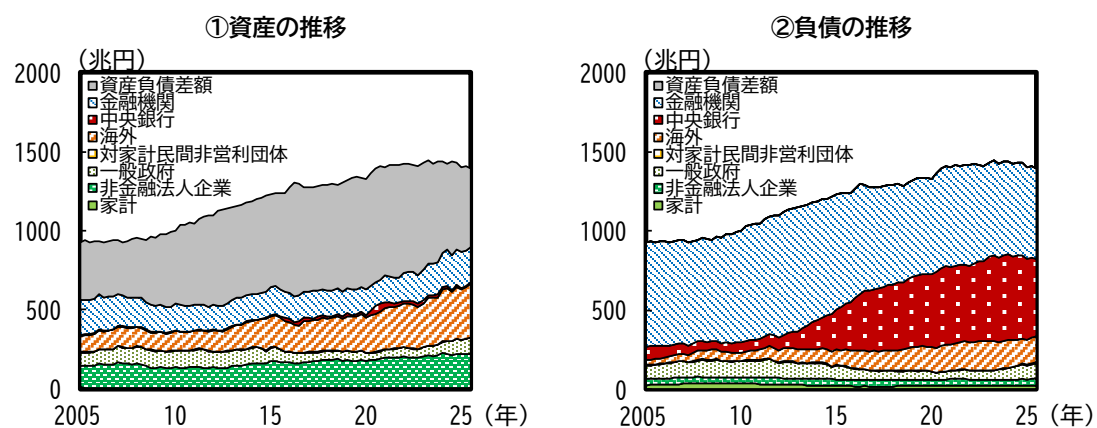 ①資産の推移
（兆円）
2000
1500
1000
500
0
資産負債差額
金融機関
中央銀行
海外
対家計民間非営利団体
一般政府
非金融法人企業
家計
2005 10 15 20 25（年）
②負債の推移
（兆円）
2000
1500
1000
500
0
資産負債差額
金融機関
中央銀行
海外
対家計民間非営利団体
一般政府
非金融法人企業
家計
2005 10 15 20 25（年）